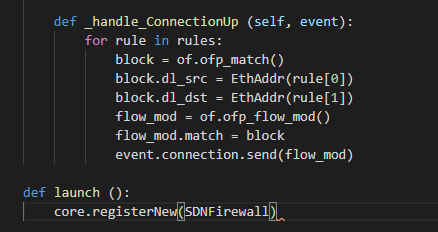 def _handle_ConnectionUp (self, event):
for rule in rules:
block = of.ofp_match()
block.dl_src = EthAddr(rule[0])
block.dl_dst = EthAddr(rule[1])
flow_mod = of.ofp_flow_mod()
flow_mod.match = block
event.connection.send(flow_mod)
def launch ():
core.registerNew(SDNFirewall)